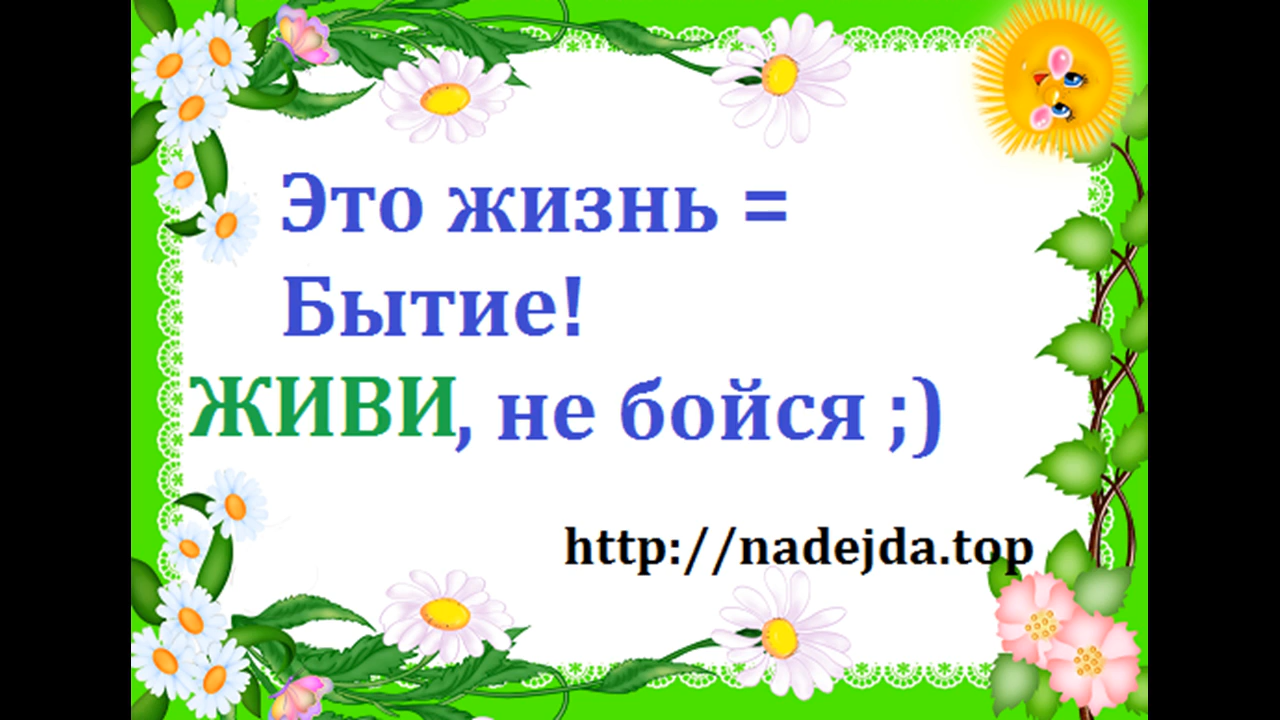 Это жизнь =
Бытие!
ЖИВИ, не бойся ;)
http://nadejda.top